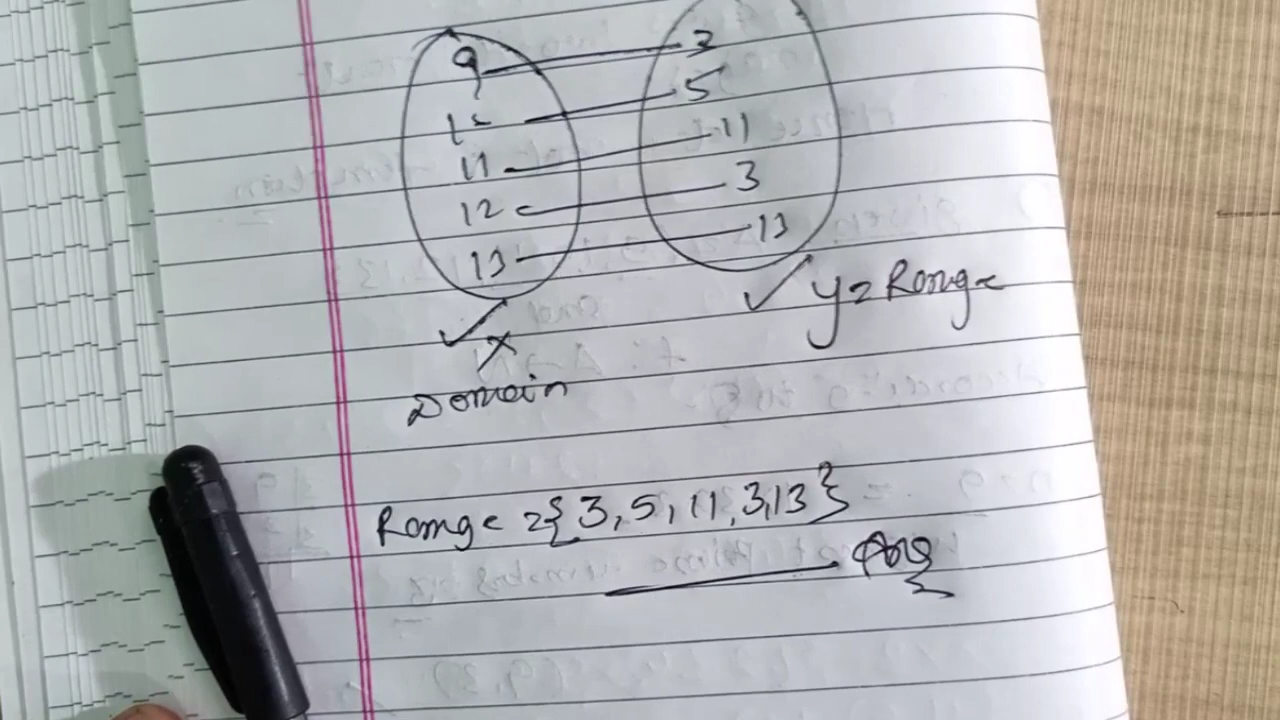 9 3
15 5
11 11
12 3
13 13
y = Range
x
Domain
Range = {3, 5, 11, 3, 13}
Ans